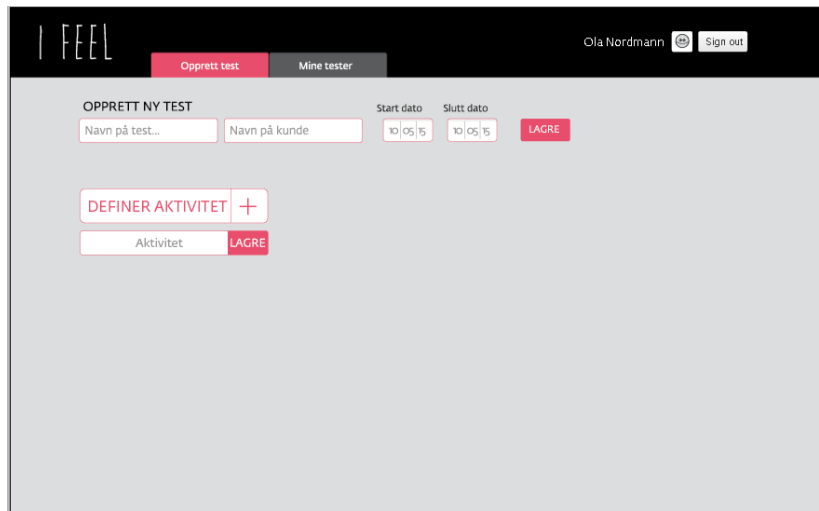 I FEEL
Ola Nordmann Sign out
Opprett test Mine tester
OPPRETT NY TEST Start dato Slutt dato
Navn på test... Navn på kunde 10 05 15 10 05 15 LAGRE
DEFINER AKTIVITET +
Aktivitet LAGRE